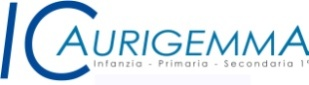 IC AURIGEMMA
Infanzia - Primaria - Secondaria 1°